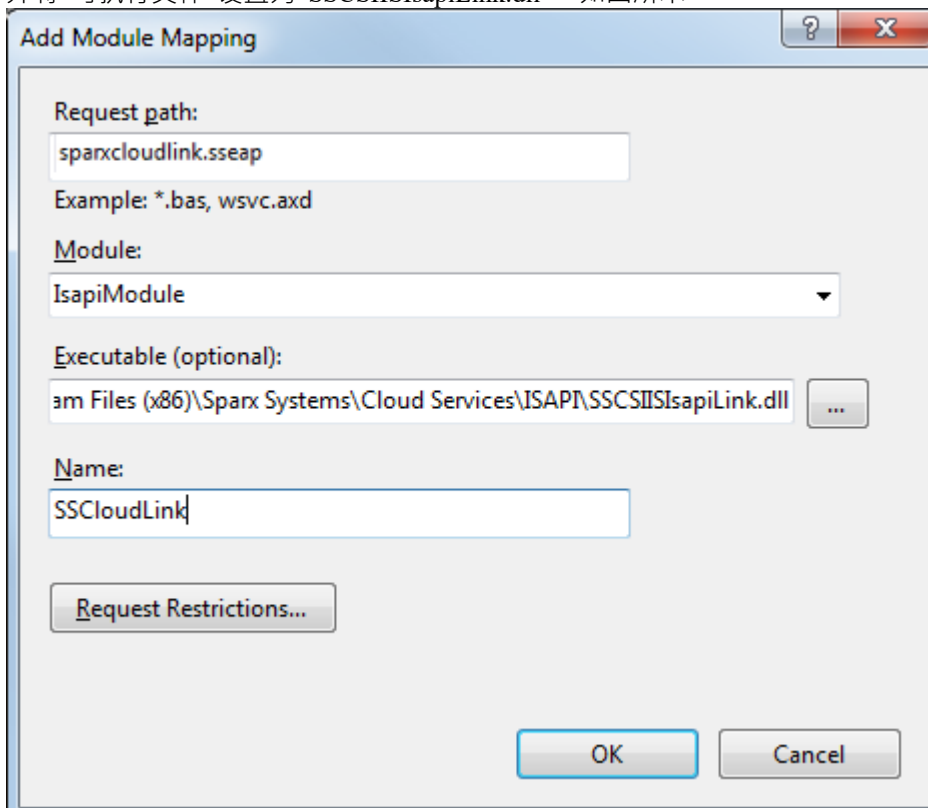 Add Module Mapping
Request path:
sparxcloudlink.sseap
Example: *.bas, wsvc.axd
Module:
IsapiModule
Executable (optional):
am Files (x86)\Sparx Systems\Cloud Services\ISAPI\SSCSIISIsapiLink.dll
...
Name:
SSCloudLink
Request Restrictions...
OK
Cancel